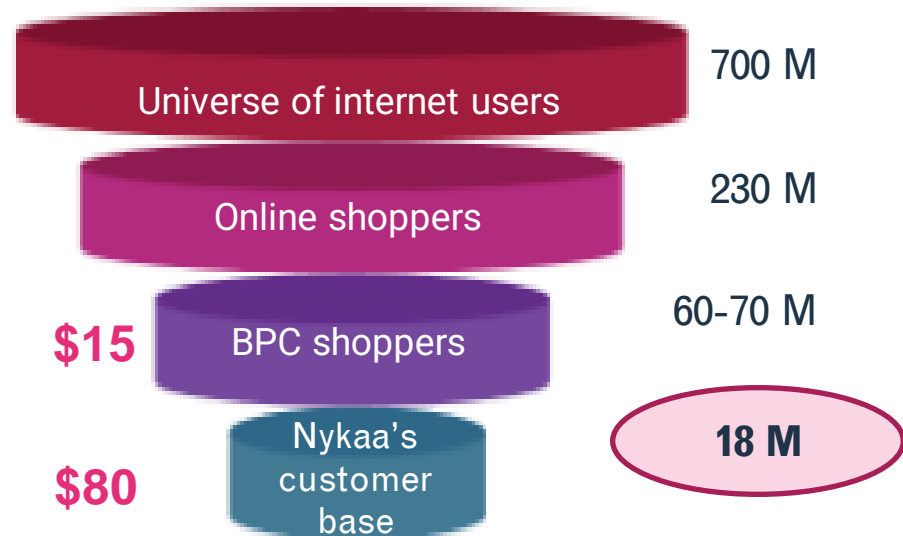 Universe of internet users
700 M
Online shoppers
230 M
$15
BPC shoppers
60-70 M
$80
Nykaa's
customer
base
18 M